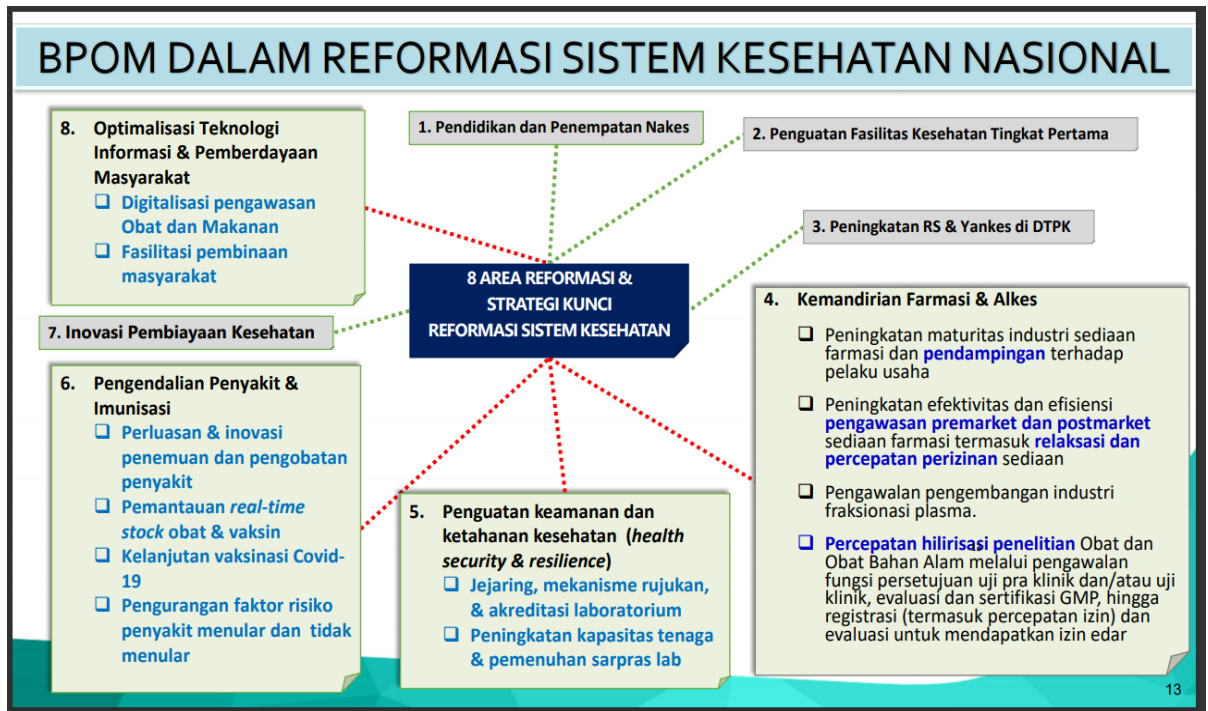 BPOM DALAM REFORMASI SISTEM KESEHATAN NASIONAL
8. Optimalisasi Teknologi
Informasi & Pemberdayaan
Masyarakat
❑ Digitalisasi pengawasan
Obat dan Makanan
❑ Fasilitasi pembinaan
masyarakat
1. Pendidikan dan Penempatan Nakes
2. Penguatan Fasilitas Kesehatan Tingkat Pertama
3. Peningkatan RS & Yankes di DTPK
8 AREA REFORMASI &
STRATEGI KUNCI
REFORMASI SISTEM KESEHATAN
7. Inovasi Pembiayaan Kesehatan
4. Kemandirian Farmasi & Alkes
❑ Peningkatan maturitas industri sediaan
farmasi dan pendampingan terhadap
pelaku usaha
❑ Peningkatan efektivitas dan efisiensi
pengawasan premarket dan postmarket
sediaan farmasi termasuk relaksasi dan
percepatan perizinan sediaan
❑ Pengawalan pengembangan industri
fraksionasi plasma.
❑ Percepatan hilirisasi penelitian Obat dan
Obat Bahan Alam melalui pengawalan
fungsi persetujuan uji pra klinik dan/atau uji
klinik, evaluasi dan sertifikasi GMP, hingga
registrasi (termasuk percepatan izin) dan
evaluasi untuk mendapatkan izin edar
6. Pengendalian Penyakit &
Imunisasi
❑ Perluasan & inovasi
penemuan dan pengobatan
penyakit
❑ Pemantauan real-time
stock obat & vaksin
❑ Kelanjutan vaksinasi Covid-
19
❑ Pengurangan faktor risiko
penyakit menular dan tidak
menular
5. Penguatan keamanan dan
ketahanan kesehatan (health
security & resilience)
❑ Jejaring, mekanisme rujukan,
& akreditasi laboratorium
❑ Peningkatan kapasitas tenaga
& pemenuhan sarpras lab
13